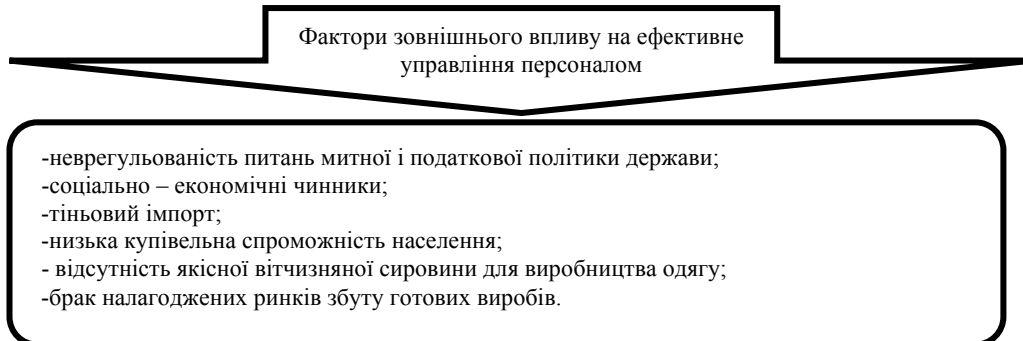 Фактори зовнішнього впливу на ефективне
управління персоналом
-неврегульованість питань митної і податкової політики держави;
-соціально – економічні чинники;
-тіньовий імпорт;
-низька купівельна спроможність населення;
- відсутність якісної вітчизняної сировини для виробництва одягу;
-брак налагоджених ринків збуту готових виробів.